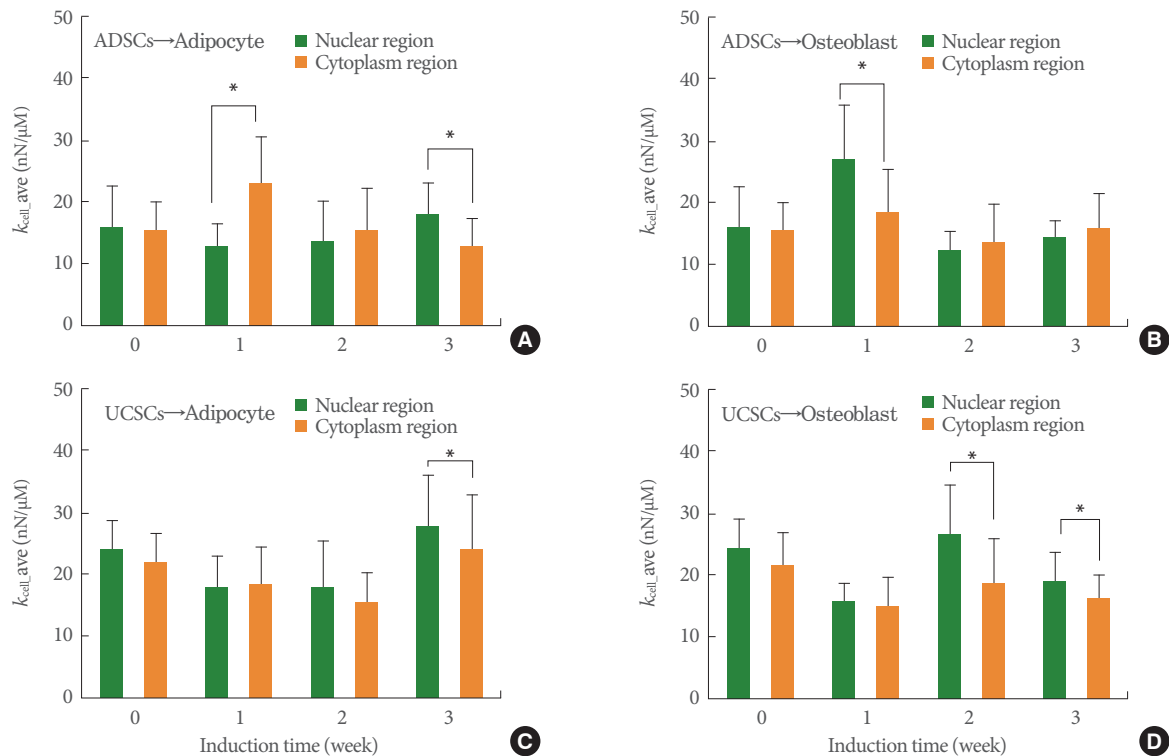 ADSCs→Adipocyte
Nuclear region
Cytoplasm region
50
40
30
20
10
0
k_cell_ave (nN/μM)
*
*
0 1 2 3
A
ADSCs→Osteoblast
Nuclear region
Cytoplasm region
50
40
30
20
10
0
k_cell_ave (nN/μM)
*
0 1 2 3
B
UCSCs→Adipocyte
Nuclear region
Cytoplasm region
50
40
30
20
10
0
k_cell_ave (nN/μM)
*
0 1 2 3
Induction time (week)
C
UCSCs→Osteoblast
Nuclear region
Cytoplasm region
50
40
30
20
10
0
k_cell_ave (nN/μM)
*
*
0 1 2 3
Induction time (week)
D